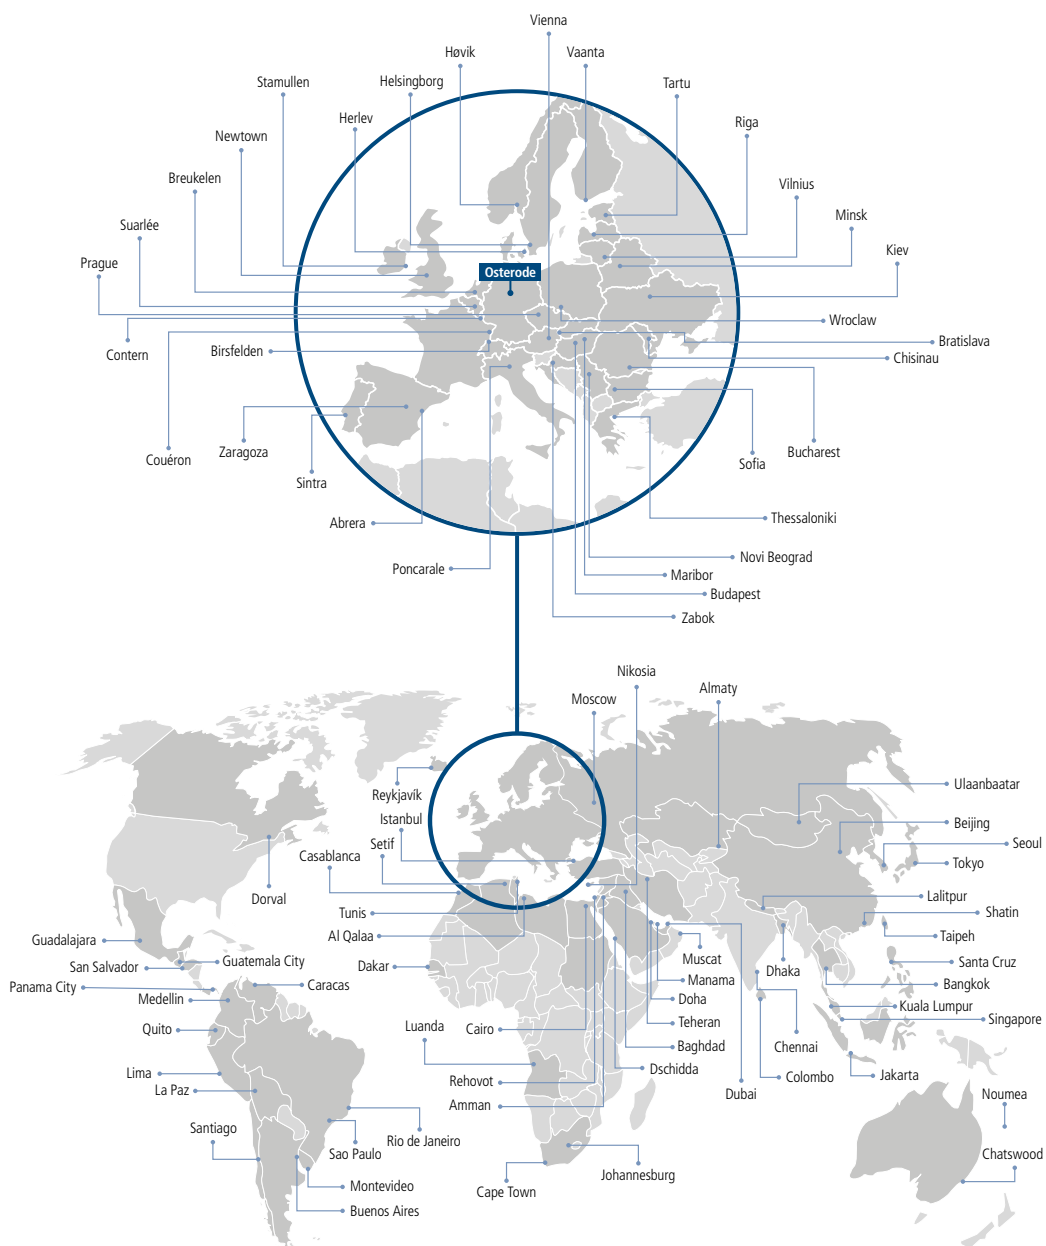 Vienna
Høvik
Vaanta
Stamullen
Helsingborg
Tartu
Herlev
Riga
Newtown
Breukelen
Vilnius
Suarlée
Minsk
Kiev
Prague
Osterode
Wroclaw
Contern
Birsfelden
Bratislava
Chisinau
Couéron
Zaragoza
Sofia
Bucharest
Sintra
Abrera
Thessaloniki
Poncarale
Novi Beograd
Maribor
Budapest
Zabok
Nikosia
Moscow
Almaty
Reykjavík
Ulaanbaatar
Istanbul
Beijing
Setif
Seoul
Casablanca
Tokyo
Dorval
Lalitpur
Tunis
Shatin
Al Qalaa
Taipeh
Guadalajara
Guatemala City
Muscat
San Salvador
Dakar
Dhaka
Santa Cruz
Panama City
Caracas
Manama
Bangkok
Medellin
Doha
Kuala Lumpur
Quito
Luanda
Cairo
Teheran
Singapore
Baghdad
Chennai
Lima
Dschidda
La Paz
Rehovot
Colombo
Jakarta
Amman
Dubai
Noumea
Santiago
Rio de Janeiro
Sao Paulo
Chatswood
Johannesburg
Montevideo
Cape Town
Buenos Aires